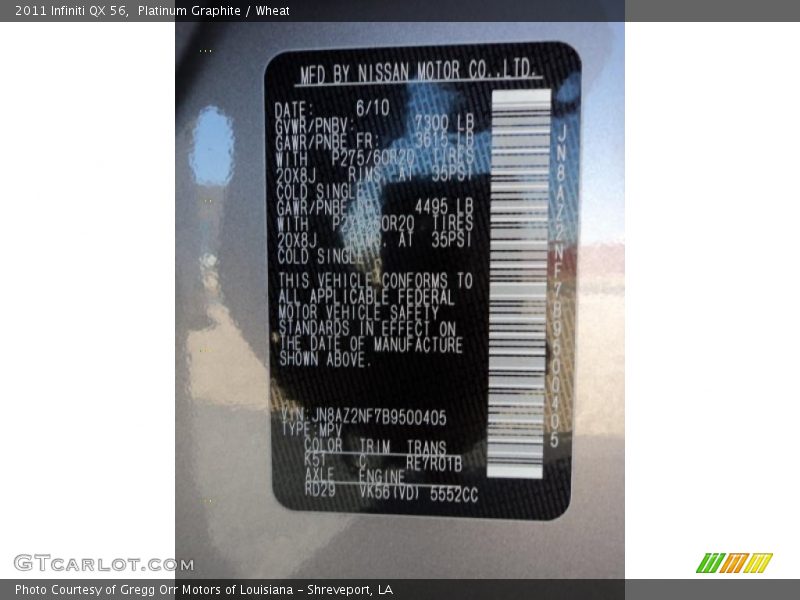 2011 Infiniti QX 56,  Platinum Graphite / Wheat
MFD BY NISSAN MOTOR CO.,LTD.
DATE: 6/10
GVWR/PNBV: 7300 LB
GAWR/PNBE FR: 3615 LB
WITH P275/60R20 TIRES
20X8J RIMS. AT 35PSI
COLD SINGLE
GAWR/PNBE 4495 LB
WITH TIRES
20X8J AT 35PSI
COLD SINGLE
THIS VEHICLE CONFORMS TO
ALL APPLICABLE FEDERAL
MOTOR VEHICLE SAFETY
STANDARDS IN EFFECT ON
THE DATE OF MANUFACTURE
SHOWN ABOVE.
VIN:JN8AZ2NF7B9500405
TYPE:MPV
COLOR TRIM TRANS
K51 C RE7R01B
AXLE ENGINE
RD29 VK56(VD) 5552CC
JN8AZ2NF7B9500405
GTcarlot.com
Photo Courtesy of Gregg Orr Motors of Louisiana - Shreveport, LA